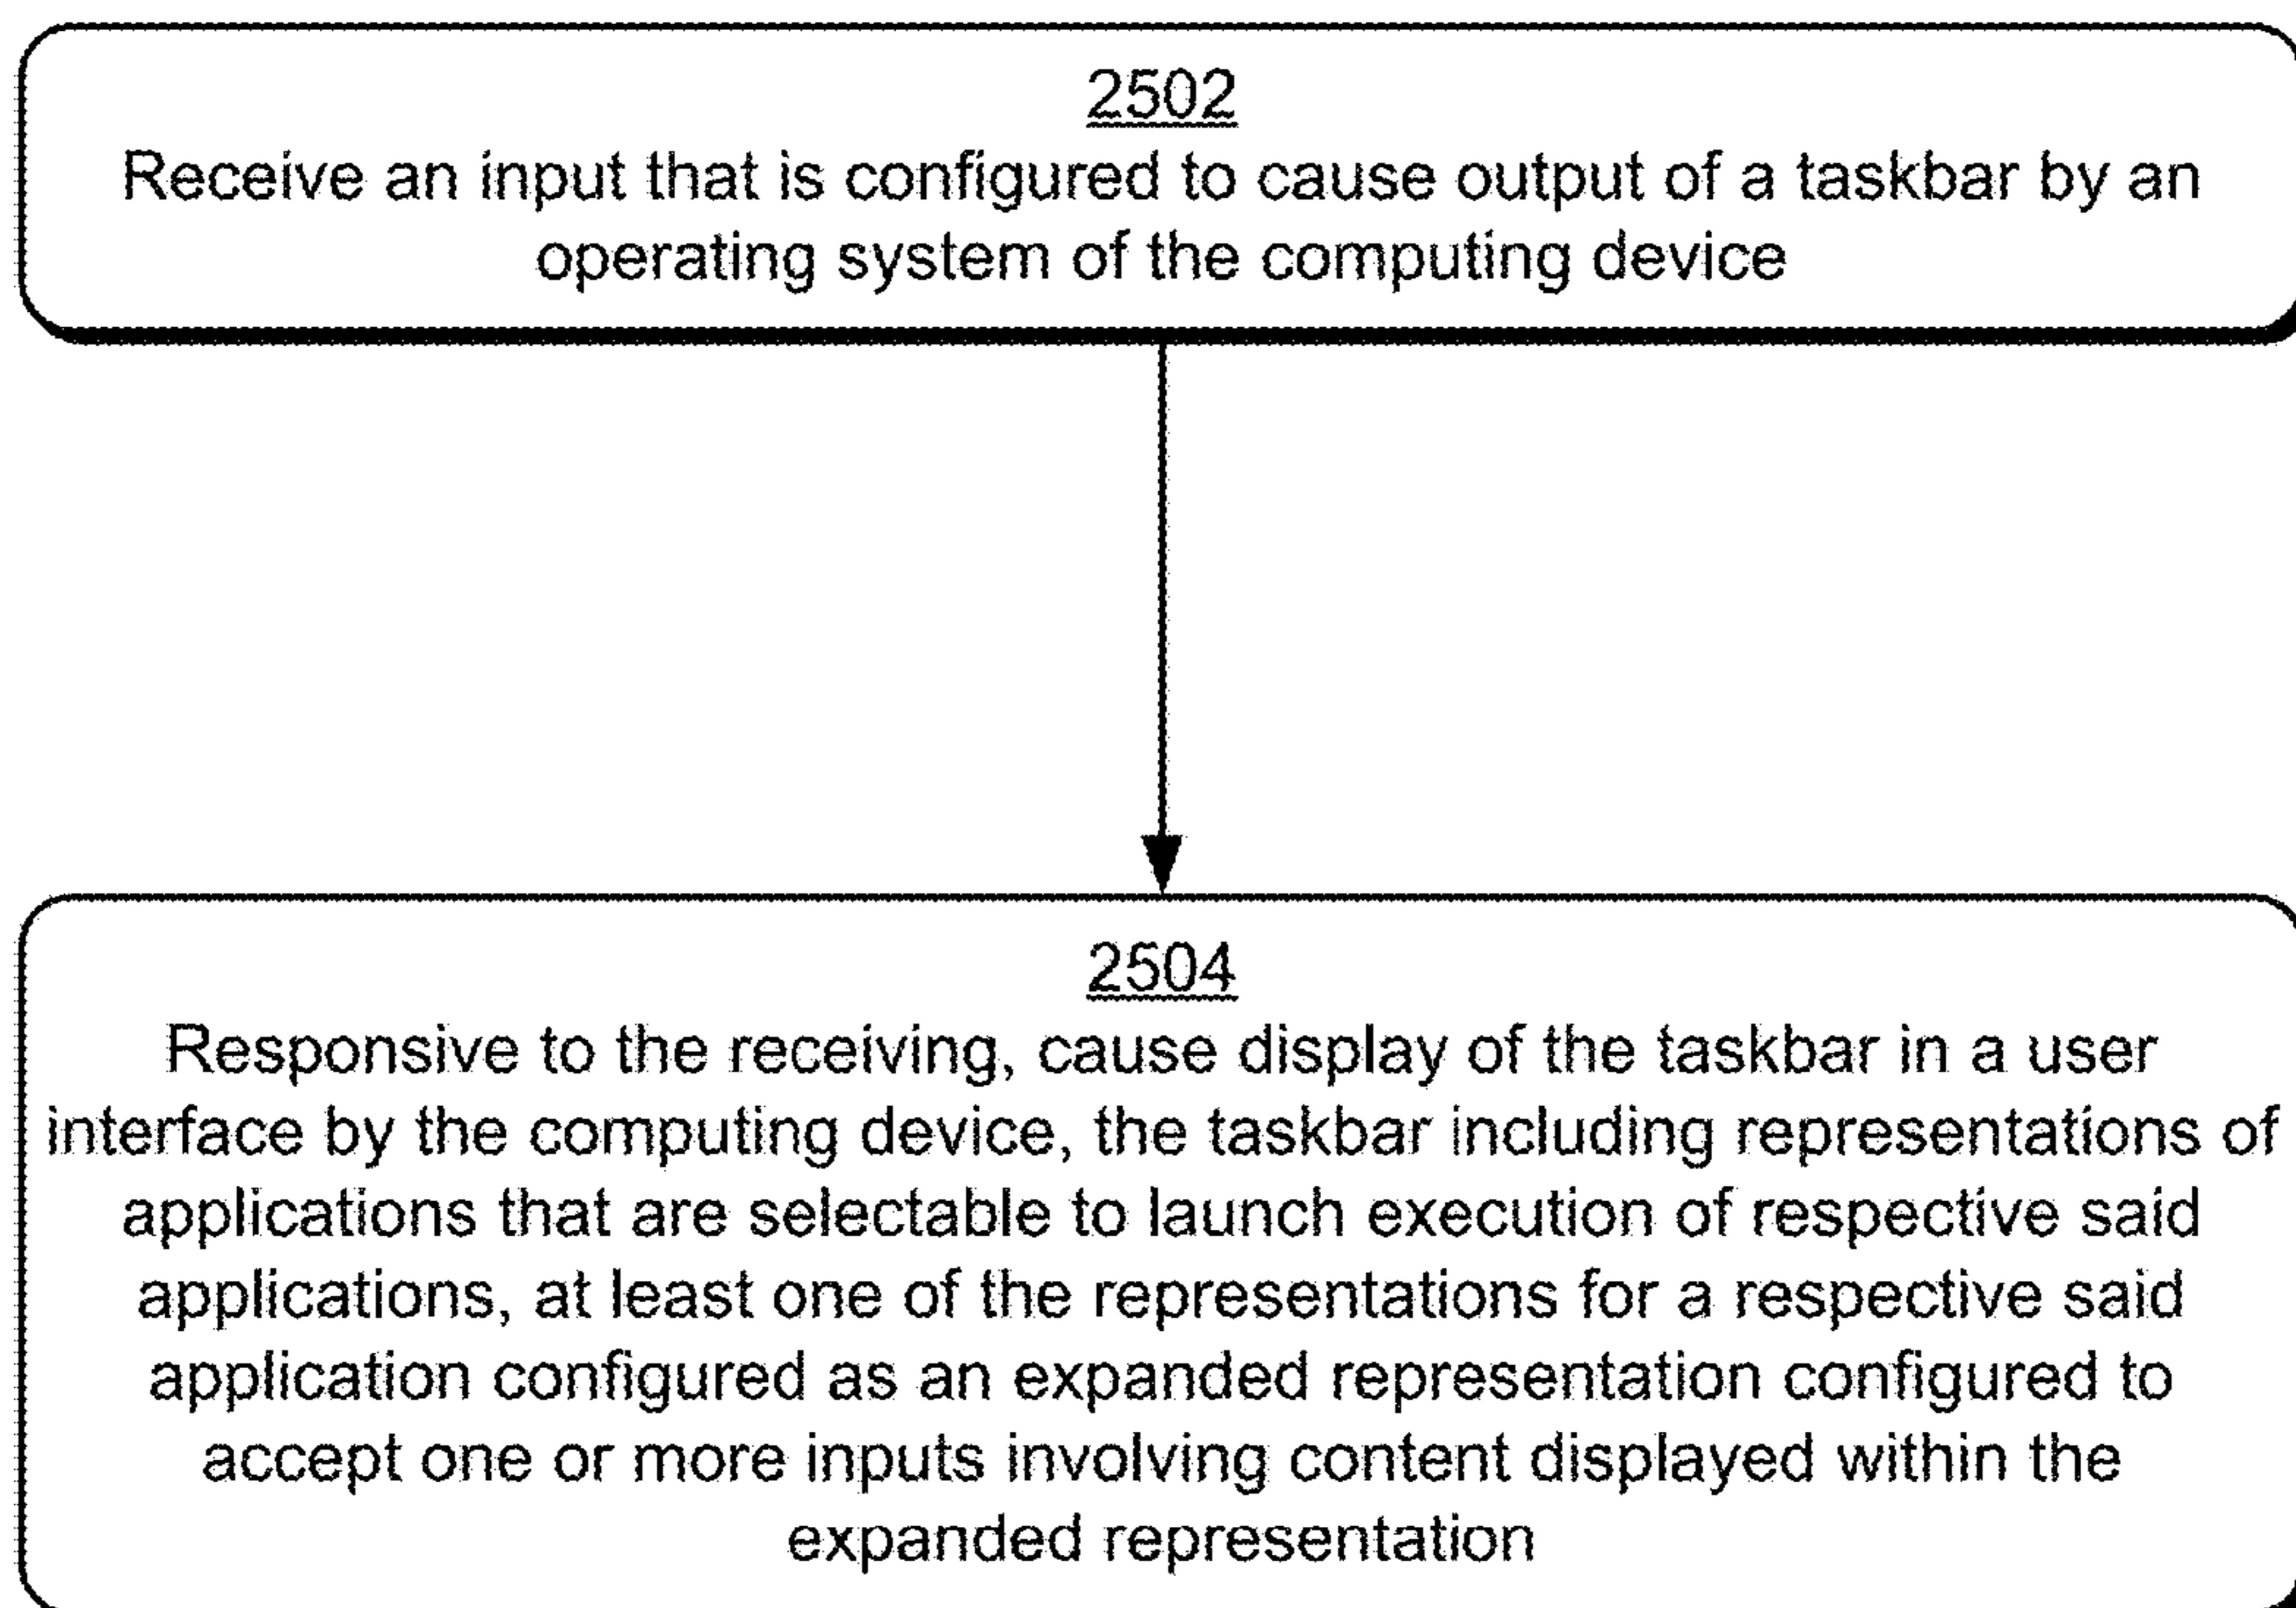 2502
Receive an input that is configured to cause output of a taskbar by an
operating system of the computing device
2504
Responsive to the receiving, cause display of the taskbar in a user
interface by the computing device, the taskbar including representations of
applications that are selectable to launch execution of respective said
applications, at least one of the representations for a respective said
application configured as an expanded representation configured to
accept one or more inputs involving content displayed within the
expanded representation